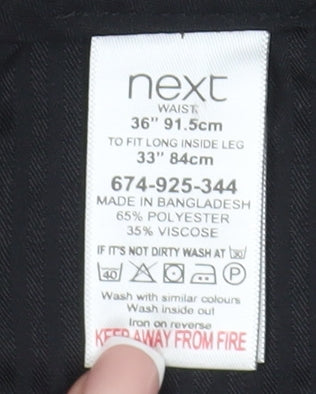 next
WAIST
36" 91.5cm
TO FIT LONG INSIDE LEG
33" 84cm
674-925-344
MADE IN BANGLADESH
65% POLYESTER
35% VISCOSE
IF IT'S NOT DIRTY WASH AT 30
40 P
Wash with similar colours
Wash inside out
Iron on reverse
KEEP AWAY FROM FIRE